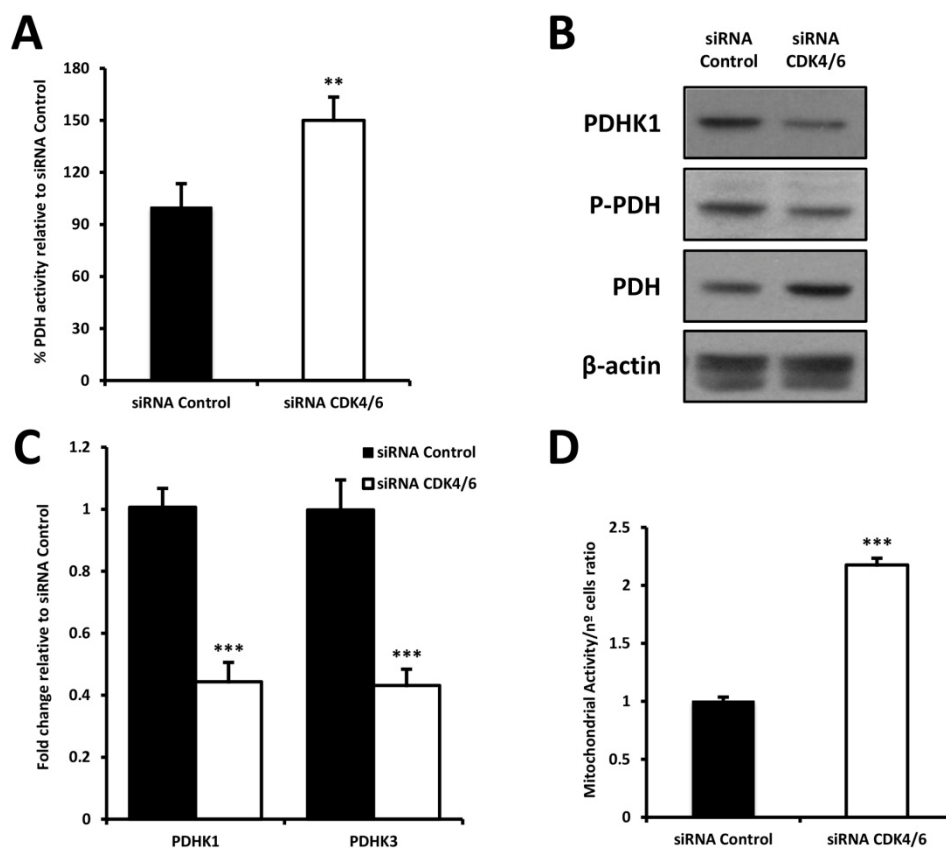 A
% PDH activity relative to siRNA Control
180
150
120
90
60
30
0
**
siRNA Control
siRNA CDK4/6
B
siRNA
Control
siRNA
CDK4/6
PDHK1
P-PDH
PDH
β-actin
C
Fold change relative to siRNA Control
1.2
1
0.8
0.6
0.4
0.2
0
siRNA Control
siRNA CDK4/6
***
***
PDHK1
PDHK3
D
Mitochondrial Activity/nº cells ratio
2.5
2
1.5
1
0.5
0
***
siRNA Control
siRNA CDK4/6